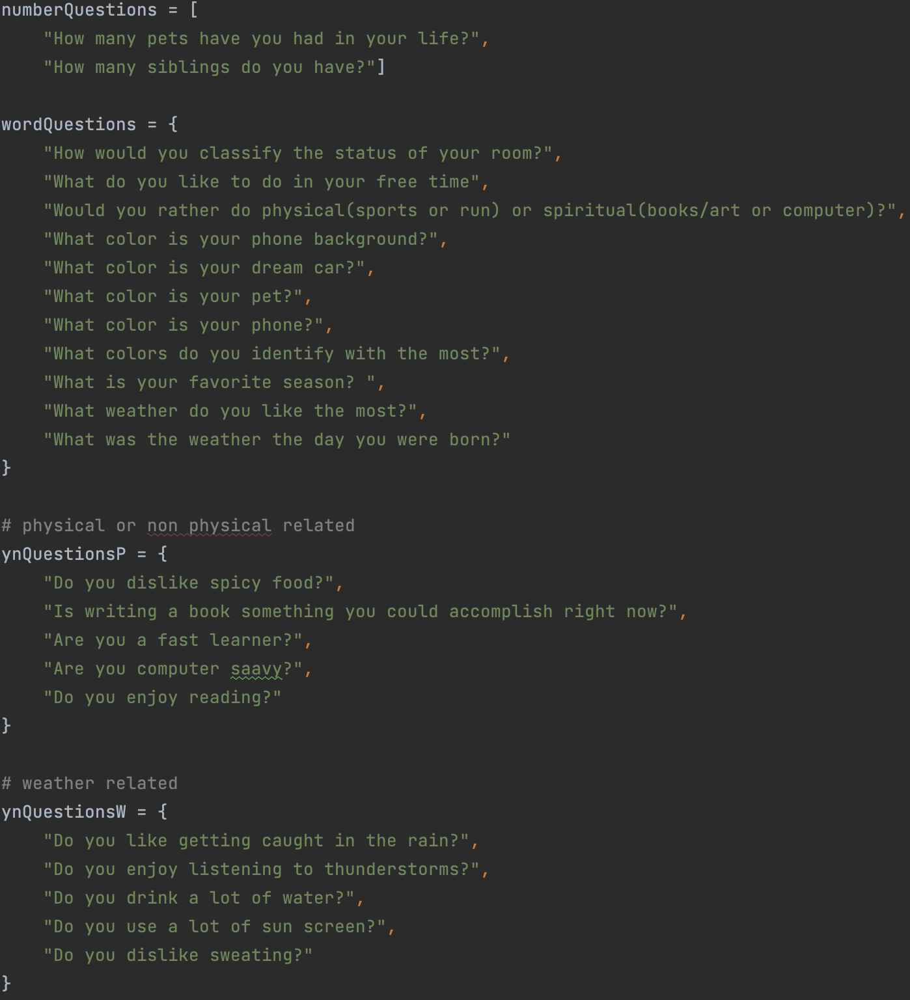 numberQuestions = [
    "How many pets have you had in your life?",
    "How many siblings do you have?"]

wordQuestions = {
    "How would you classify the status of your room?",
    "What do you like to do in your free time",
    "Would you rather do physical(sports or run) or spiritual(books/art or computer)?",
    "What color is your phone background?",
    "What color is your dream car?",
    "What color is your pet?",
    "What color is your phone?",
    "What colors do you identify with the most?",
    "What is your favorite season? ",
    "What weather do you like the most?",
    "What was the weather the day you were born?"
}

# physical or non physical related
ynQuestionsP = {
    "Do you dislike spicy food?",
    "Is writing a book something you could accomplish right now?",
    "Are you a fast learner?",
    "Are you computer saavy?",
    "Do you enjoy reading?"
}

# weather related
ynQuestionsW = {
    "Do you like getting caught in the rain?",
    "Do you enjoy listening to thunderstorms?",
    "Do you drink a lot of water?",
    "Do you use a lot of sun screen?",
    "Do you dislike sweating?"
}